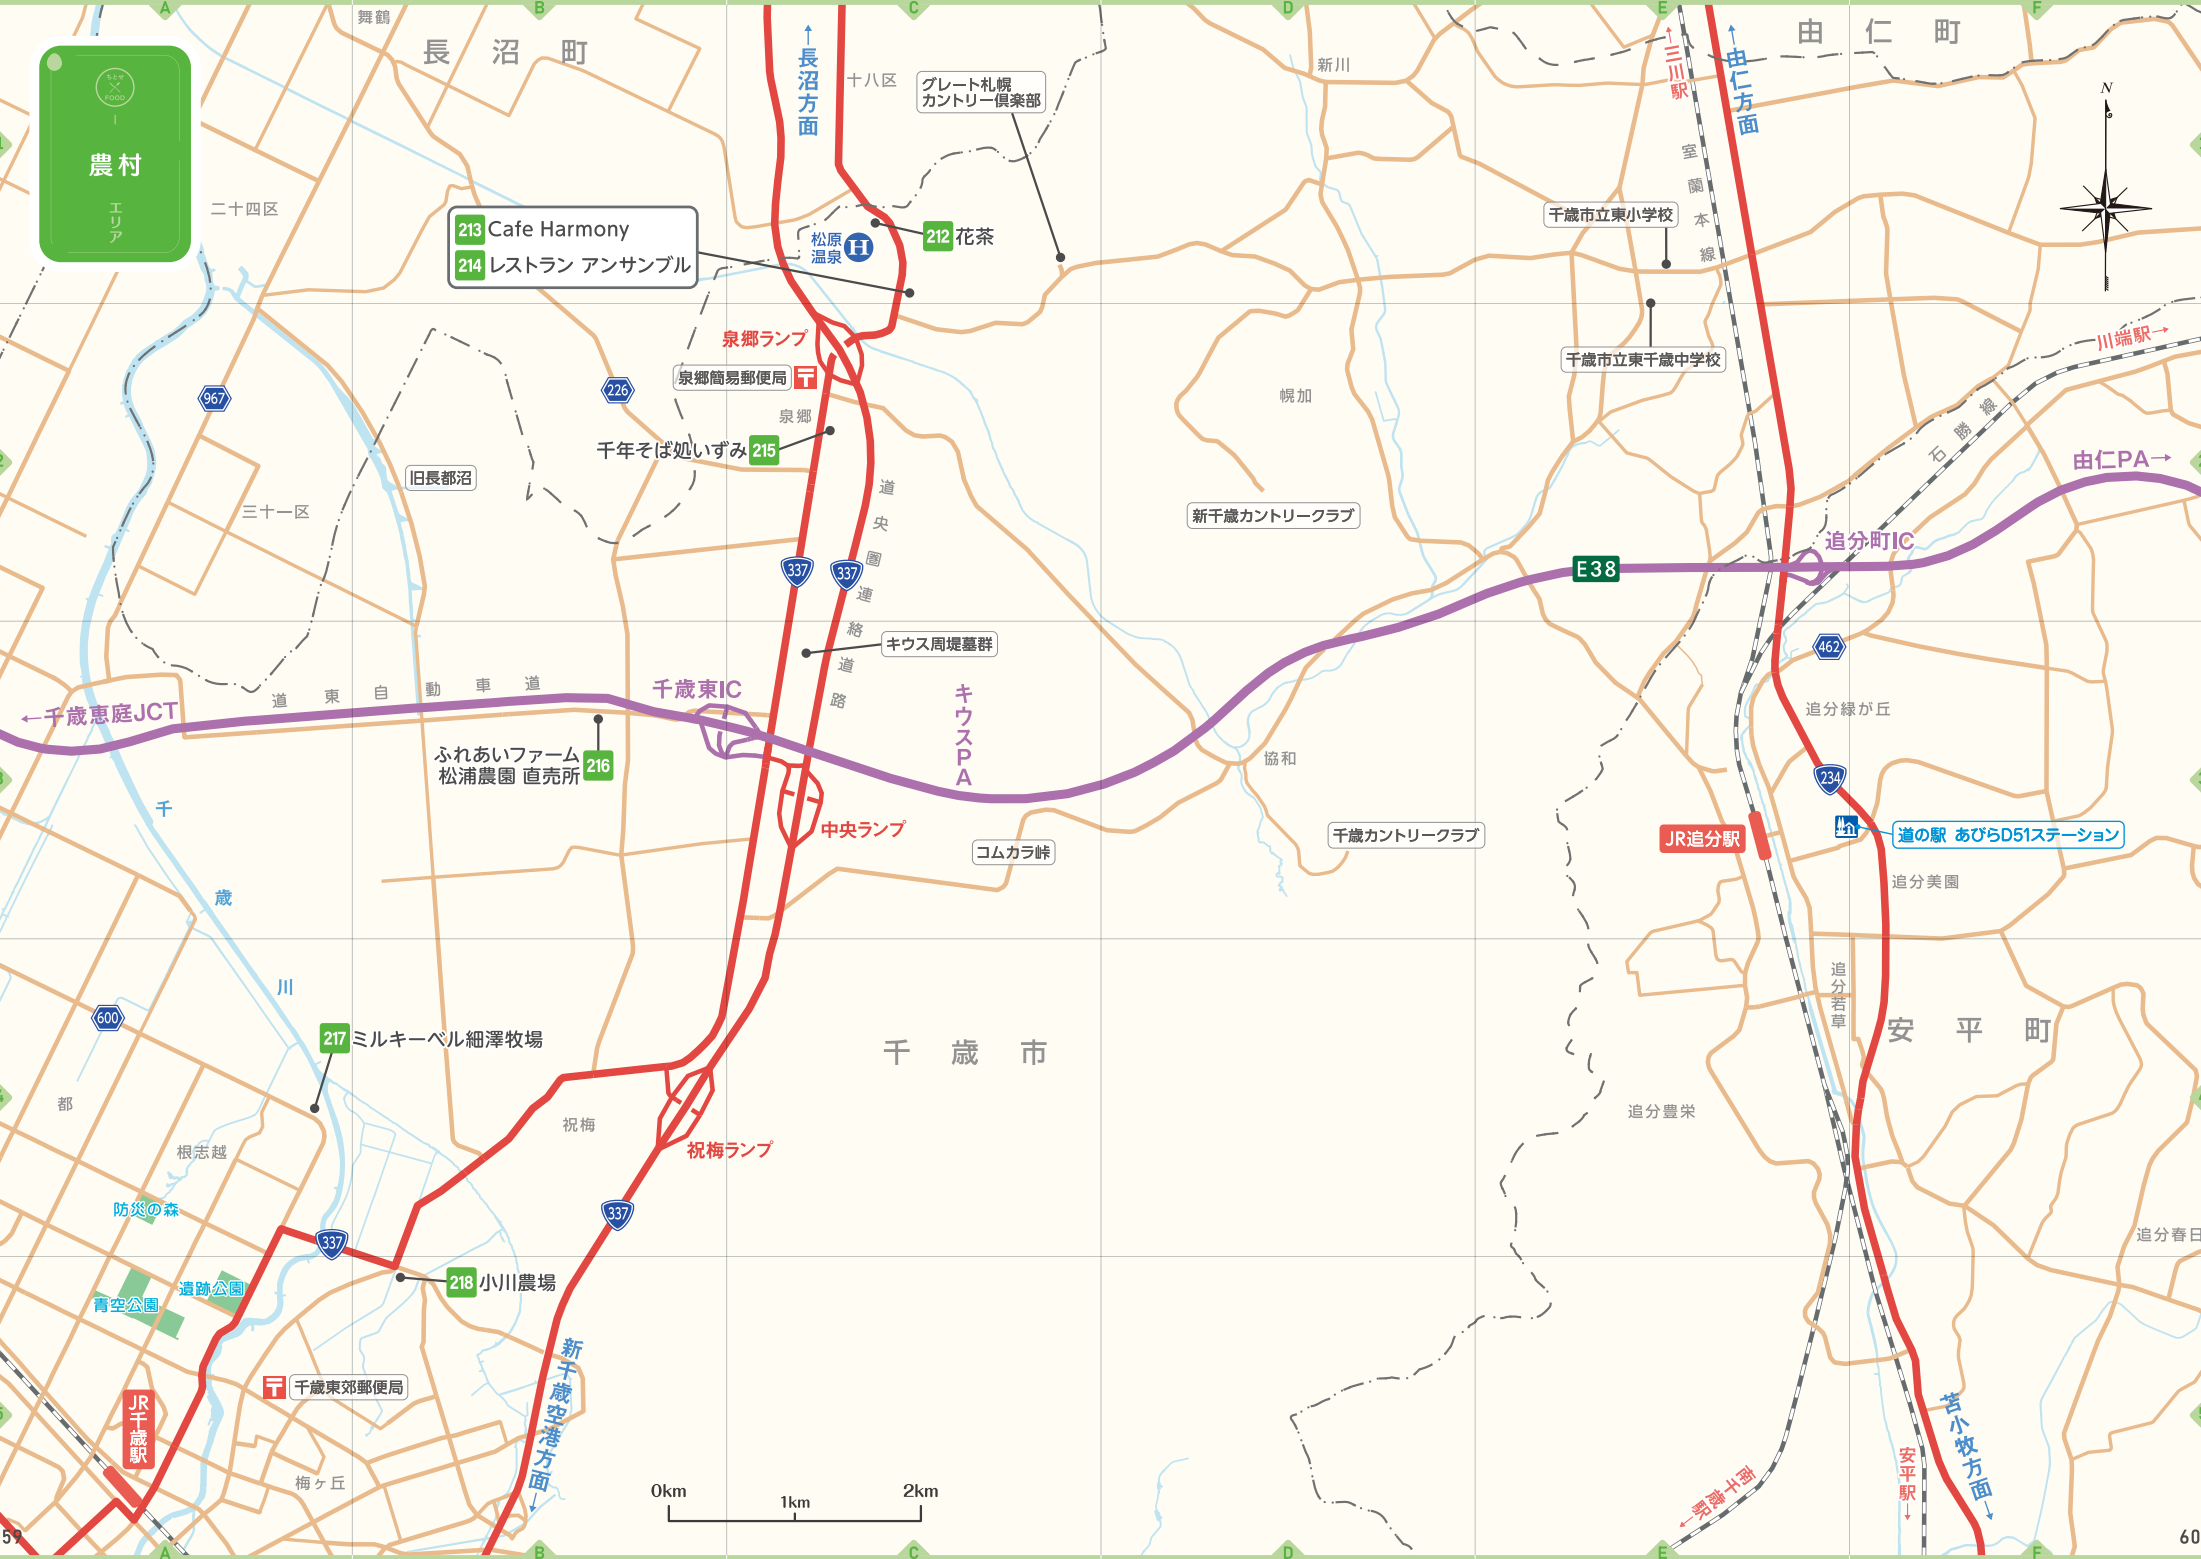 A
B
C
D
E
F
舞鶴
長沼町
↑長沼方面
十八区
グレート札幌
カントリー倶楽部
新川
←三川駅
↑由仁方面
由仁町
N
ちとせ
FOOD
農村
エリア
1
二十四区
213 Cafe Harmony
214 レストラン アンサンブル
松原
温泉
H
212 花茶
室蘭本線
千歳市立東小学校
泉郷ランプ
泉郷簡易郵便局
泉郷
千歳市立東千歳中学校
川端駅→
967
226
幌加
石勝線
千年そば処いずみ 215
2
旧長都沼
三十一区
新千歳カントリークラブ
由仁PA→
道央圏連絡道路
337
337
E38
追分町IC
キウス周堤墓群
462
道東自動車道
千歳東IC
←千歳恵庭JCT
キウスPA
追分緑が丘
ふれあいファーム
松浦農園 直売所 216
協和
234
3
千歳川
中央ランプ
コムカラ峠
千歳カントリークラブ
JR追分駅
道の駅 あびらD51ステーション
追分美園
追分若草
600
217 ミルキーベル細澤牧場
千歳市
安平町
都
4
祝梅
追分豊栄
根志越
祝梅ランプ
防災の森
337
337
追分春日
遺跡公園
青空公園
218 小川農場
新千歳空港方面→
千歳東郊郵便局
JR千歳駅
5
梅ヶ丘
苫小牧方面→
安平駅→
南千歳駅→
0km
1km
2km
59
60
A
B
C
D
E
F